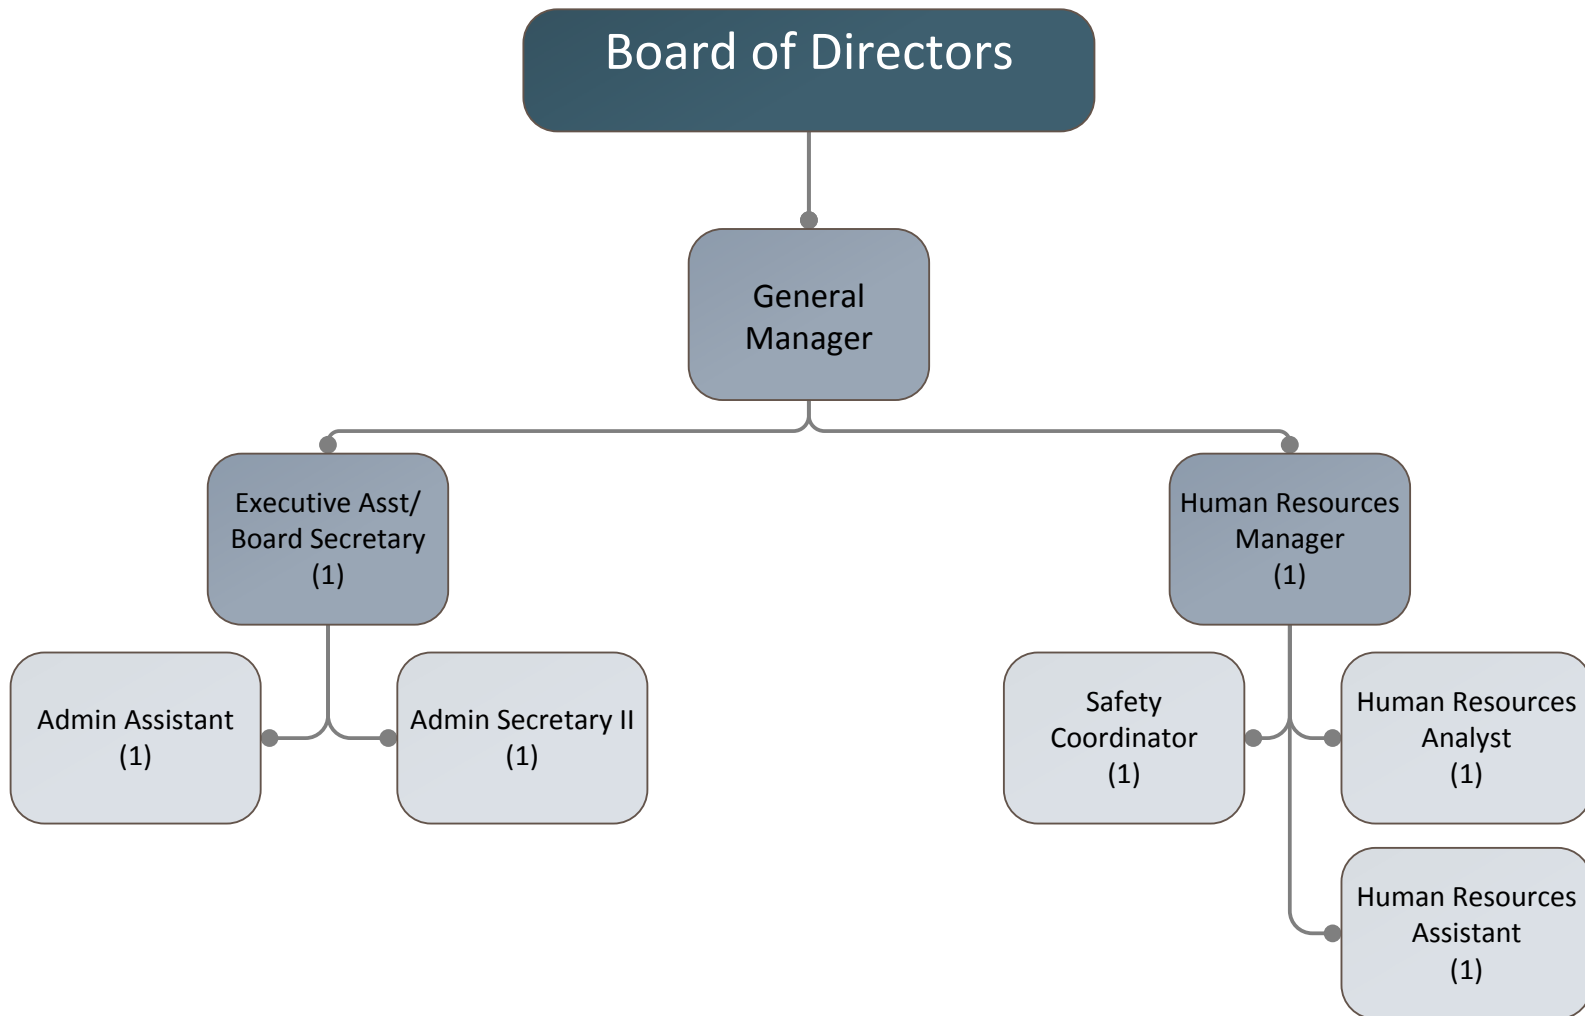 Board of Directors
General
Manager
Executive Asst/
Board Secretary
(1)
Human Resources
Manager
(1)
Admin Assistant
(1)
Admin Secretary II
(1)
Safety
Coordinator
(1)
Human Resources
Analyst
(1)
Human Resources
Assistant
(1)